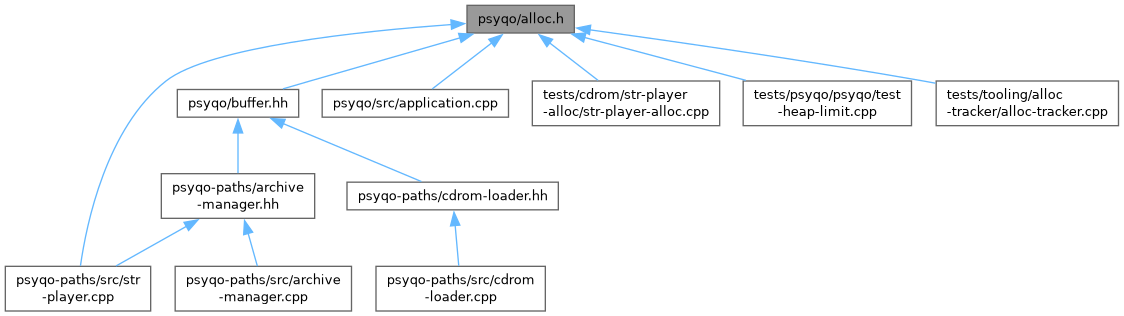 psyqo/alloc.h
psyqo/buffer.hh
psyqo/src/application.cpp
tests/cdrom/str-player
-alloc/str-player-alloc.cpp
tests/psyqo/psyqo/test
-heap-limit.cpp
tests/tooling/alloc
-tracker/alloc-tracker.cpp
psyqo-paths/archive
-manager.hh
psyqo-paths/cdrom-loader.hh
psyqo-paths/src/str
-player.cpp
psyqo-paths/src/archive
-manager.cpp
psyqo-paths/src/cdrom
-loader.cpp